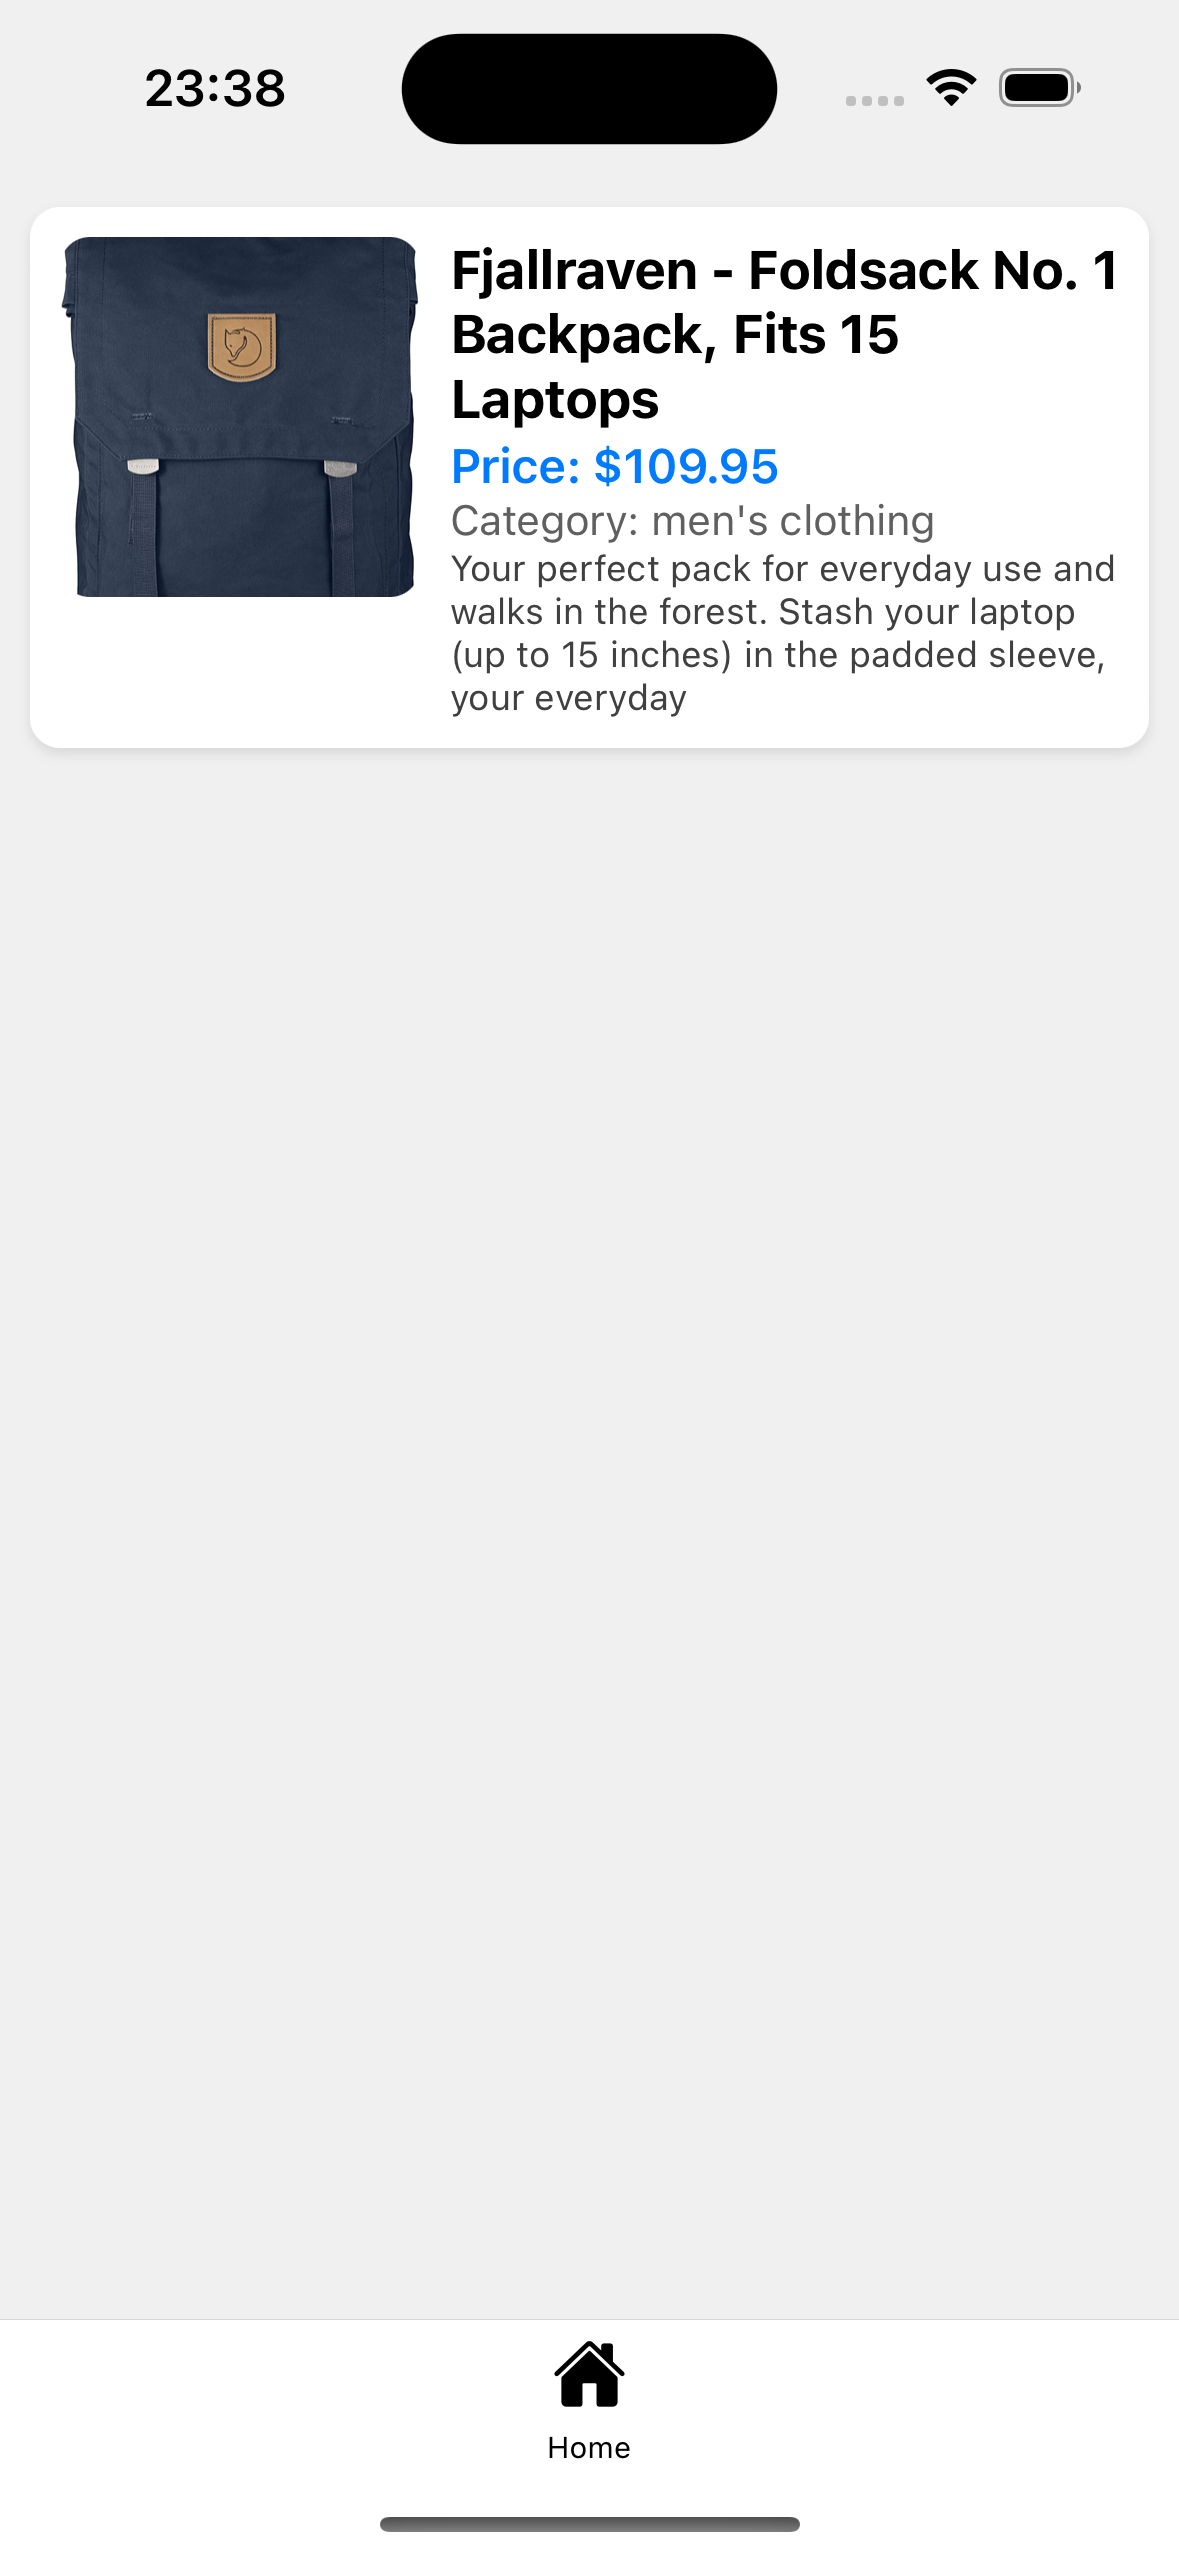 23:38
Fjallraven - Foldsack No. 1
Backpack, Fits 15
Laptops
Price: $109.95
Category: men's clothing
Your perfect pack for everyday use and
walks in the forest. Stash your laptop
(up to 15 inches) in the padded sleeve,
your everyday
Home